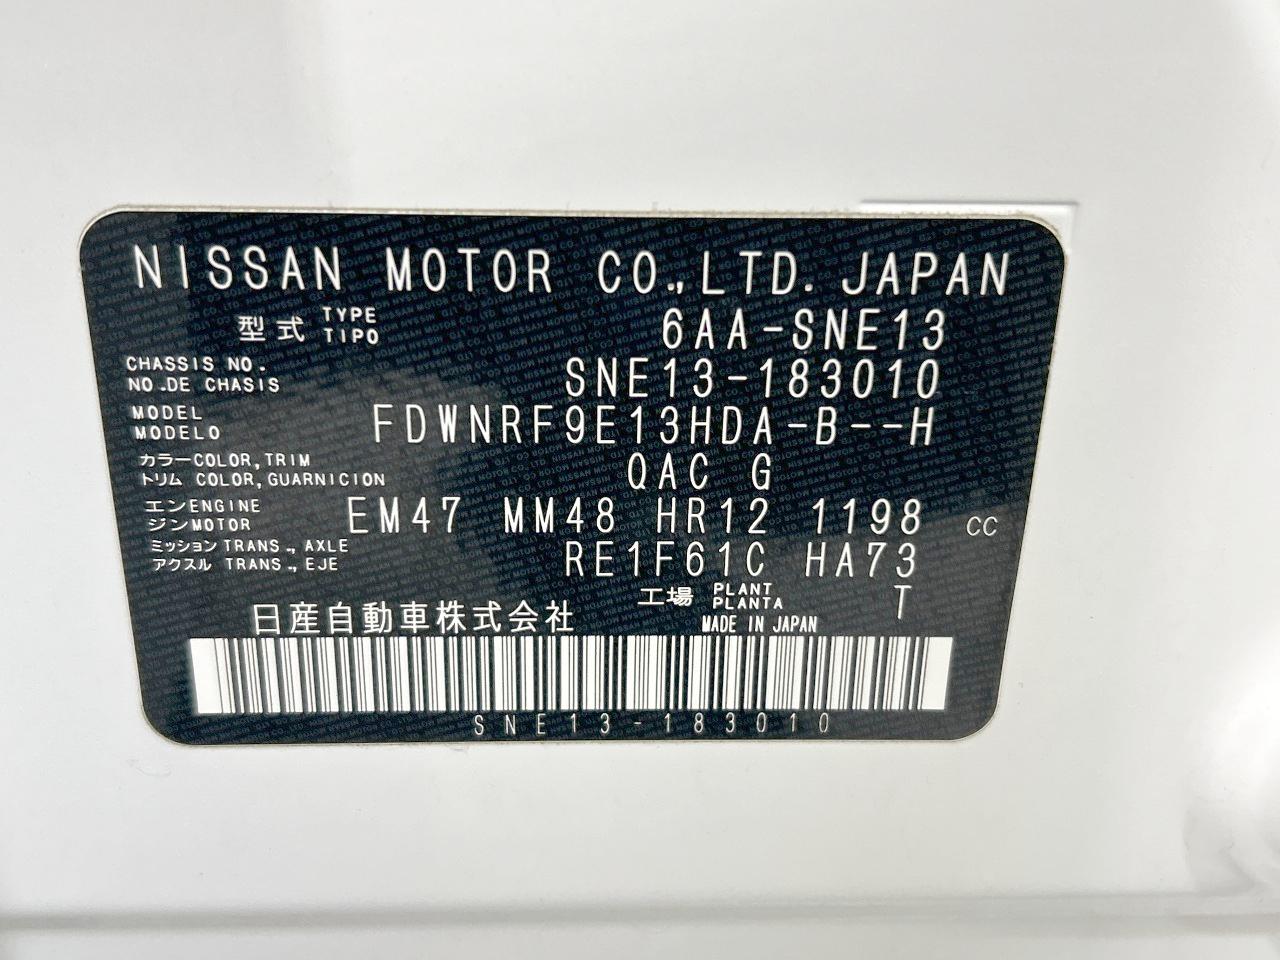 NISSAN MOTOR CO.,LTD. JAPAN
型式 TYPE TIPO 6AA-SNE13
CHASSIS NO. NO.DE CHASIS SNE13-183010
MODEL MODELO FDWNRF9E13HDA-B--H
カラー COLOR,TRIM トリム COLOR,GUARNICION QAC G
エンジン ENGINE MOTOR EM47 MM48 HR12 1198 CC
ミッション TRANS.,AXLE アクスル TRANS.,EJE RE1F61C HA73
工場 PLANT PLANTA T
日産自動車株式会社 MADE IN JAPAN
SNE13-183010